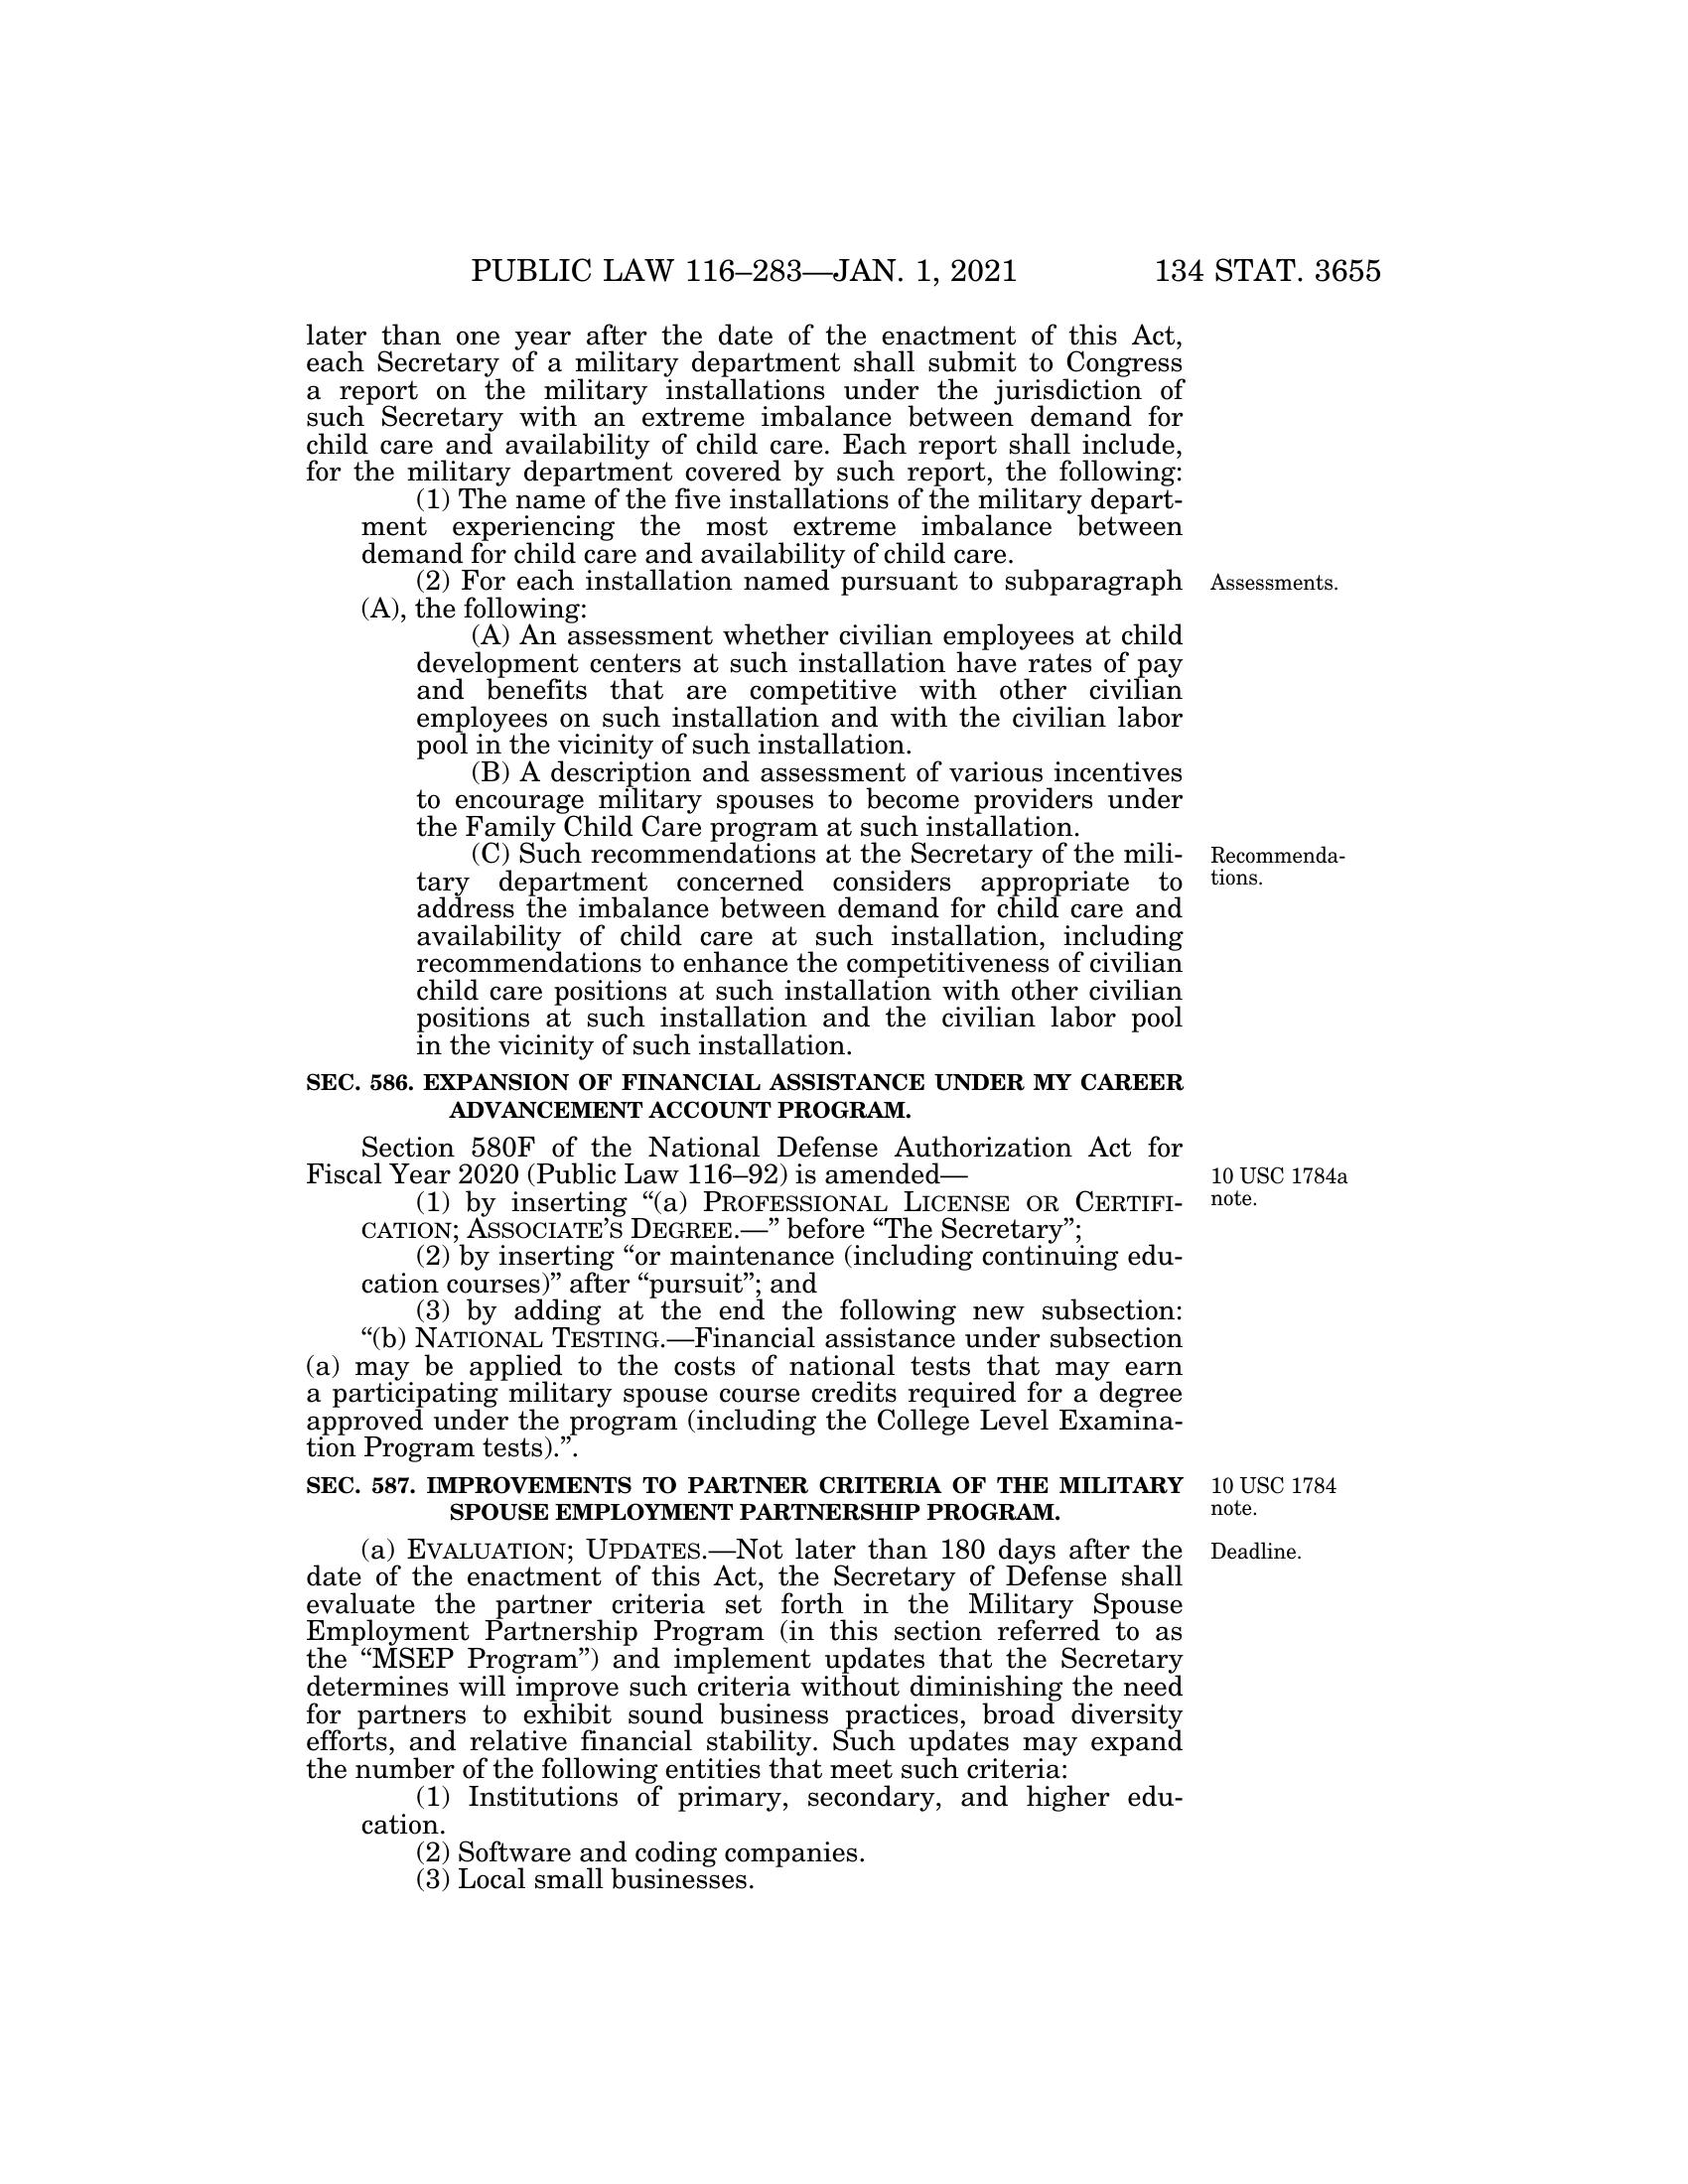 PUBLIC LAW 116–283—JAN. 1, 2021 134 STAT. 3655
later than one year after the date of the enactment of this Act,
each Secretary of a military department shall submit to Congress
a report on the military installations under the jurisdiction of
such Secretary with an extreme imbalance between demand for
child care and availability of child care. Each report shall include,
for the military department covered by such report, the following:
(1) The name of the five installations of the military depart-
ment experiencing the most extreme imbalance between
demand for child care and availability of child care.
(2) For each installation named pursuant to subparagraph
(A), the following:
Assessments.
(A) An assessment whether civilian employees at child
development centers at such installation have rates of pay
and benefits that are competitive with other civilian
employees on such installation and with the civilian labor
pool in the vicinity of such installation.
(B) A description and assessment of various incentives
to encourage military spouses to become providers under
the Family Child Care program at such installation.
(C) Such recommendations at the Secretary of the mili-
tary department concerned considers appropriate to
address the imbalance between demand for child care and
availability of child care at such installation, including
recommendations to enhance the competitiveness of civilian
child care positions at such installation with other civilian
positions at such installation and the civilian labor pool
in the vicinity of such installation.
Recommenda-
tions.
SEC. 586. EXPANSION OF FINANCIAL ASSISTANCE UNDER MY CAREER
ADVANCEMENT ACCOUNT PROGRAM.
Section 580F of the National Defense Authorization Act for
Fiscal Year 2020 (Public Law 116–92) is amended—
10 USC 1784a
note.
(1) by inserting “(a) PROFESSIONAL LICENSE OR CERTIFI-
CATION; ASSOCIATE’S DEGREE.—” before “The Secretary”;
(2) by inserting “or maintenance (including continuing edu-
cation courses)” after “pursuit”; and
(3) by adding at the end the following new subsection:
“(b) NATIONAL TESTING.—Financial assistance under subsection
(a) may be applied to the costs of national tests that may earn
a participating military spouse course credits required for a degree
approved under the program (including the College Level Examina-
tion Program tests).”.
SEC. 587. IMPROVEMENTS TO PARTNER CRITERIA OF THE MILITARY
SPOUSE EMPLOYMENT PARTNERSHIP PROGRAM.
10 USC 1784
note.
(a) EVALUATION; UPDATES.—Not later than 180 days after the
date of the enactment of this Act, the Secretary of Defense shall
evaluate the partner criteria set forth in the Military Spouse
Employment Partnership Program (in this section referred to as
the “MSEP Program”) and implement updates that the Secretary
determines will improve such criteria without diminishing the need
for partners to exhibit sound business practices, broad diversity
efforts, and relative financial stability. Such updates may expand
the number of the following entities that meet such criteria:
Deadline.
(1) Institutions of primary, secondary, and higher edu-
cation.
(2) Software and coding companies.
(3) Local small businesses.